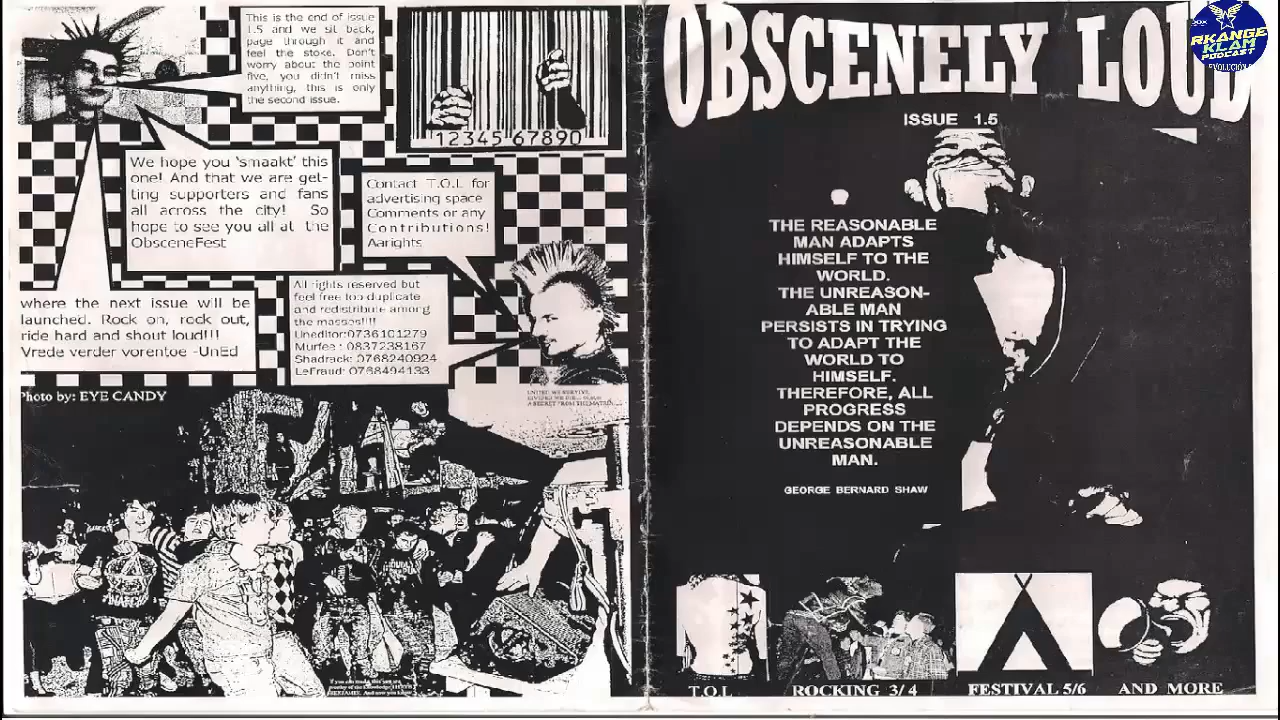 This is the end of issue
1.5 and we sit back,
page through it and
feel the stoke. Don't
worry about the point
five, you didn't miss
anything, this is only
the second issue.
1234567890
We hope you 'smaakt' this
one! And that we are get-
ting supporters and fans
all across the city! So
hope to see you all at the
ObsceneFest
Contact T.O.L for
advertising space
Comments or any
Contributions!
Aarights
where the next issue will be
launched. Rock on, rock out,
ride hard and shout loud!!!
Vrede verder vorentoe -UnEd
All rights reserved but
feel free too duplicate
and redistribute among
the masses!!!!
Uneditor:0736101279
Murfee : 0837238167
Shadrack: 0768240924
Lefraud: 0768494133
Photo by: EYE CANDY
ANARCHY
OBSCENELY LOUD
ISSUE 1.5
THE REASONABLE
MAN ADAPTS
HIMSELF TO THE
WORLD.
THE UNREASON-
ABLE MAN
PERSISTS IN TRYING
TO ADAPT THE
WORLD TO
HIMSELF.
THEREFORE, ALL
PROGRESS
DEPENDS ON THE
UNREASONABLE
MAN.
GEORGE BERNARD SHAW
T.O.L
ROCKING 3/4
FESTIVAL 5/6
AND MORE
RKANGE
KLAM
PODCAST